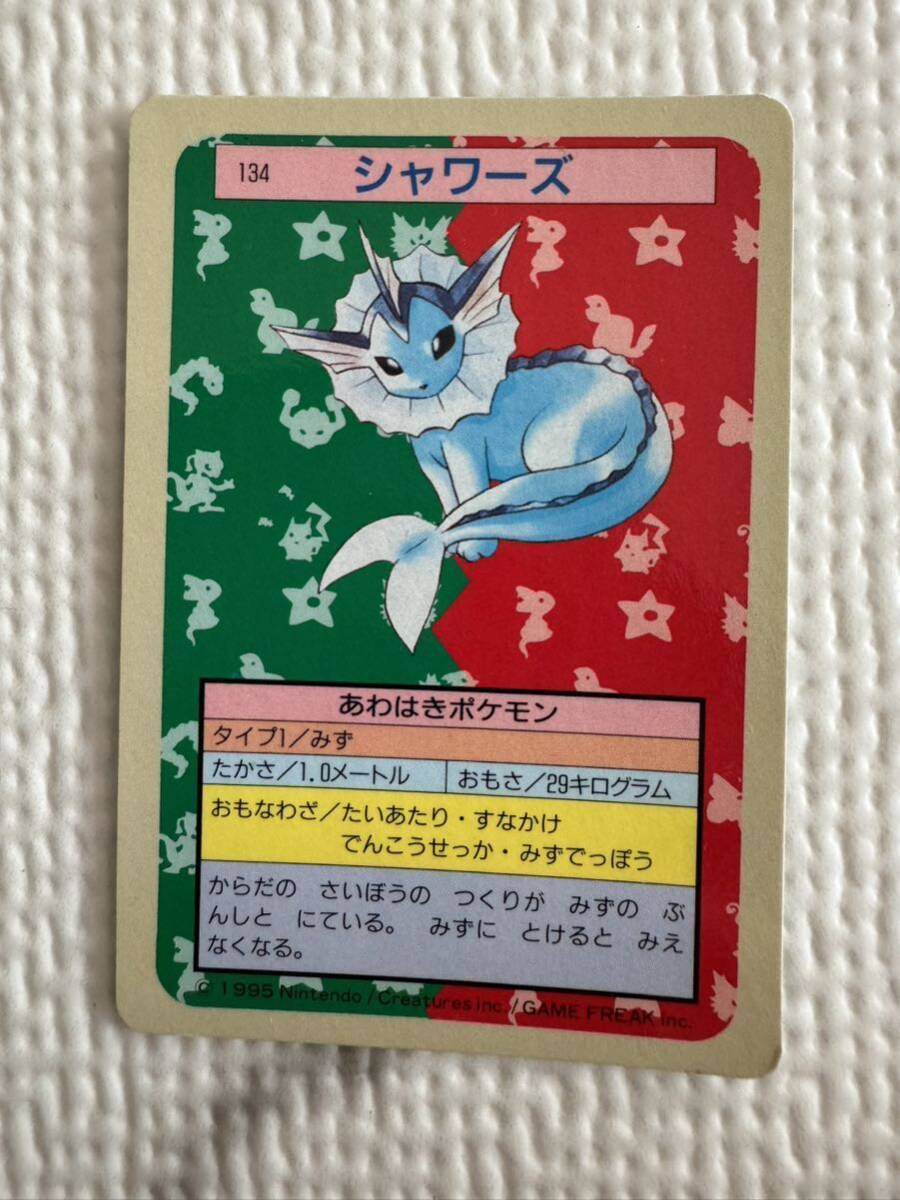 134 シャワーズ
あわはきポケモン
タイプ1/みず
たかさ/1.0メートル おもさ/29キログラム
おもなわざ/たいあたり・すなかけ
でんこうせっか・みずでっぽう
からだの さいぼうの つくりが みずの ぶ
んしと にている。 みずに とけると みえ
なくなる。
© 1995 Nintendo/Creatures inc./GAME FREAK inc.